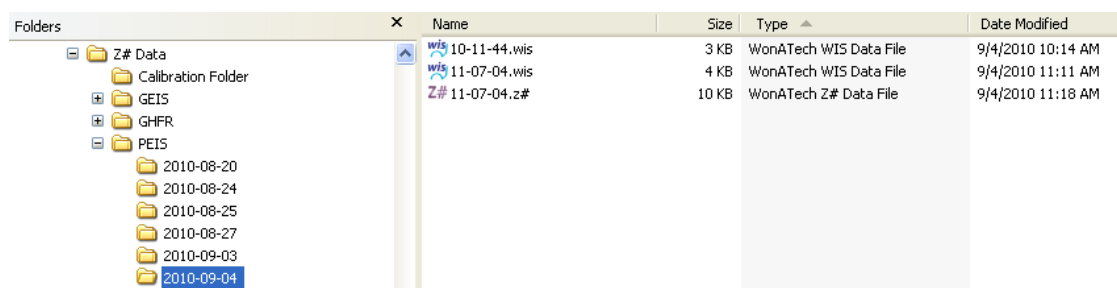 Folders ×
Name Size Type Date Modified
Z# Data
Calibration Folder
GEIS
GHFR
PEIS
2010-08-20
2010-08-24
2010-08-25
2010-08-27
2010-09-03
2010-09-04
wis 10-11-44.wis 3 KB WonATech WIS Data File 9/4/2010 10:14 AM
wis 11-07-04.wis 4 KB WonATech WIS Data File 9/4/2010 11:11 AM
Z# 11-07-04.z# 10 KB WonATech Z# Data File 9/4/2010 11:18 AM